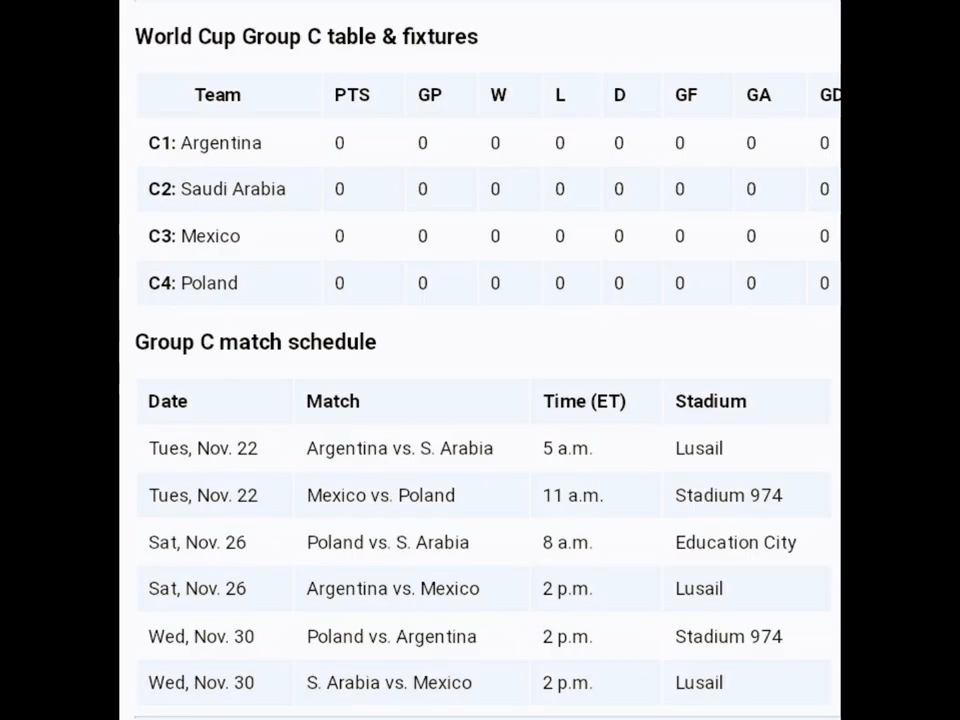 World Cup Group C table & fixtures
Team PTS GP W L D GF GA GD
C1: Argentina 0 0 0 0 0 0 0 0
C2: Saudi Arabia 0 0 0 0 0 0 0 0
C3: Mexico 0 0 0 0 0 0 0 0
C4: Poland 0 0 0 0 0 0 0 0
Group C match schedule
Date Match Time (ET) Stadium
Tues, Nov. 22 Argentina vs. S. Arabia 5 a.m. Lusail
Tues, Nov. 22 Mexico vs. Poland 11 a.m. Stadium 974
Sat, Nov. 26 Poland vs. S. Arabia 8 a.m. Education City
Sat, Nov. 26 Argentina vs. Mexico 2 p.m. Lusail
Wed, Nov. 30 Poland vs. Argentina 2 p.m. Stadium 974
Wed, Nov. 30 S. Arabia vs. Mexico 2 p.m. Lusail